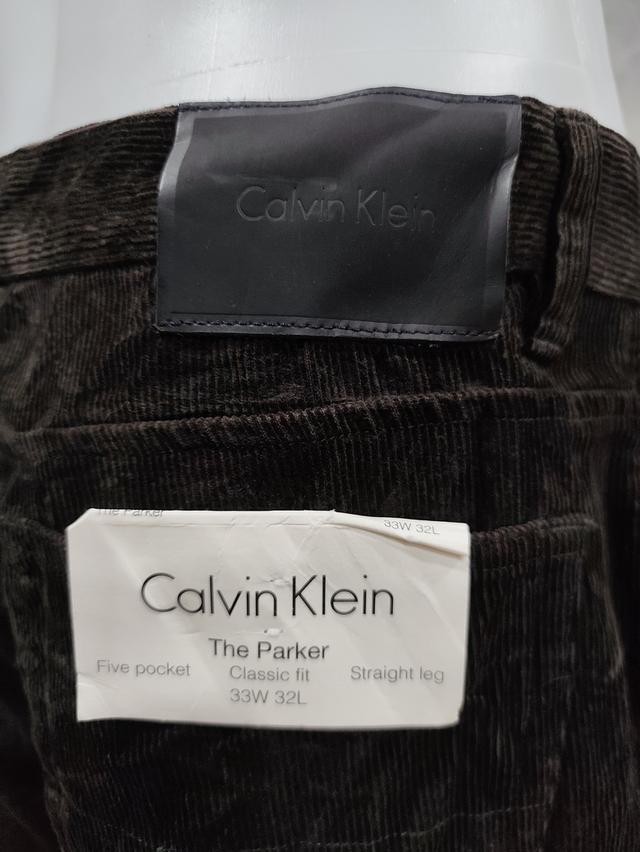 Calvin Klein
The Parker
33W 32L
Calvin Klein
The Parker
Five pocket Classic fit Straight leg
33W 32L